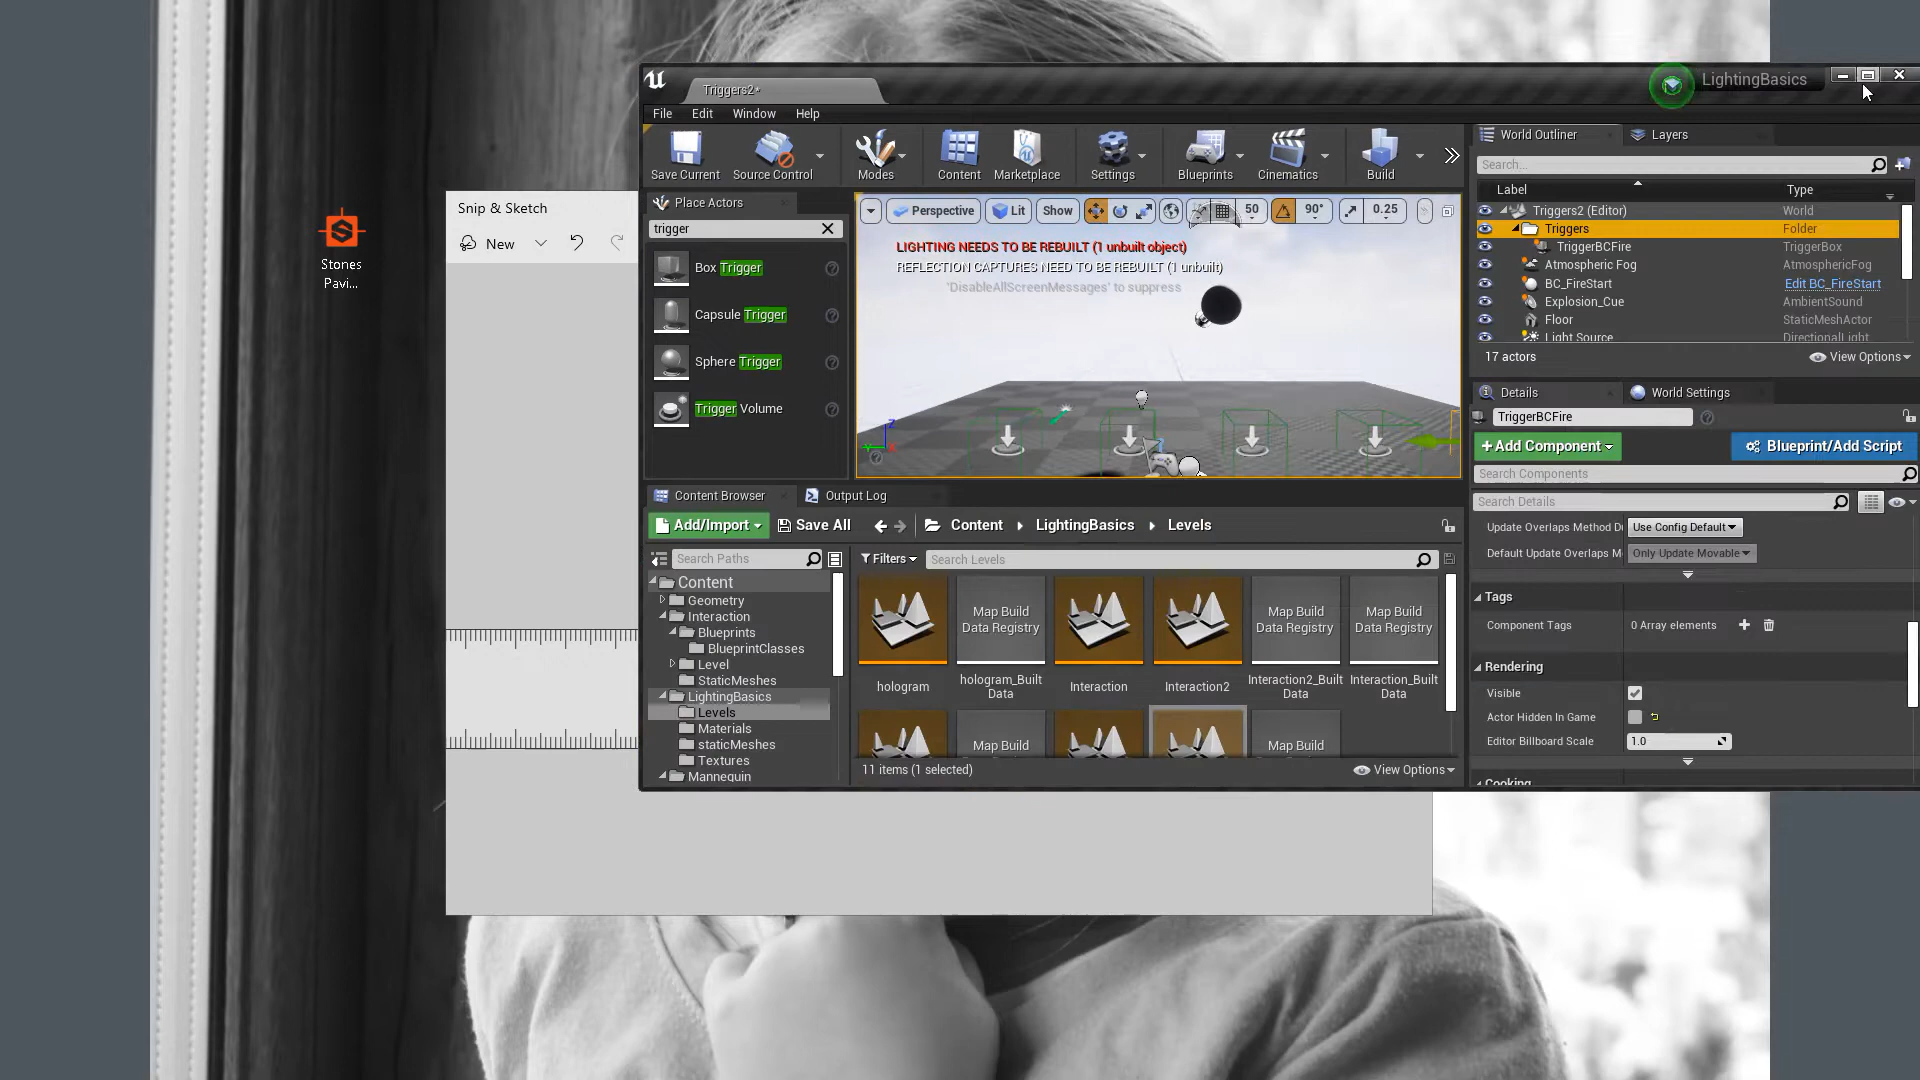 Stones
Pavi...
Snip & Sketch
New
Triggers2*
LightingBasics
File Edit Window Help
Save Current
Source Control
Modes
Content
Marketplace
Settings
Blueprints
Cinematics
Build
Place Actors
trigger
Box Trigger
Capsule Trigger
Sphere Trigger
Trigger Volume
Perspective
Lit
Show
50
90°
0.25
LIGHTING NEEDS TO BE REBUILT (1 unbuilt object)
REFLECTION CAPTURES NEED TO BE REBUILT (1 unbuilt)
'DisableAllScreenMessages' to suppress
World Outliner
Layers
Search...
Label Type
Triggers2 (Editor) World
Triggers Folder
TriggerBCFire TriggerBox
Atmospheric Fog AtmosphericFog
BC_FireStart Edit BC_FireStart
Explosion_Cue AmbientSound
Floor StaticMeshActor
Light Source DirectionalLight
17 actors
View Options
Details
World Settings
TriggerBCFire
+Add Component
Blueprint/Add Script
Search Components
Search Details
Update Overlaps Method Du Use Config Default
Default Update Overlaps M Only Update Movable
Tags
Component Tags 0 Array elements
Rendering
Visible
Actor Hidden In Game
Editor Billboard Scale 1.0
Cooking
Content Browser
Output Log
Add/Import
Save All
Content
LightingBasics
Levels
Search Paths
Filters
Search Levels
Content
Geometry
Interaction
Blueprints
BlueprintClasses
Level
StaticMeshes
LightingBasics
Levels
Materials
staticMeshes
Textures
Mannequin
hologram
Map Build
Data Registry
hologram_Built
Data
Interaction
Interaction2
Map Build
Data Registry
Interaction2_Built
Data
Map Build
Data Registry
Interaction_Built
Data
Map Build
Map Build
11 items (1 selected)
View Options